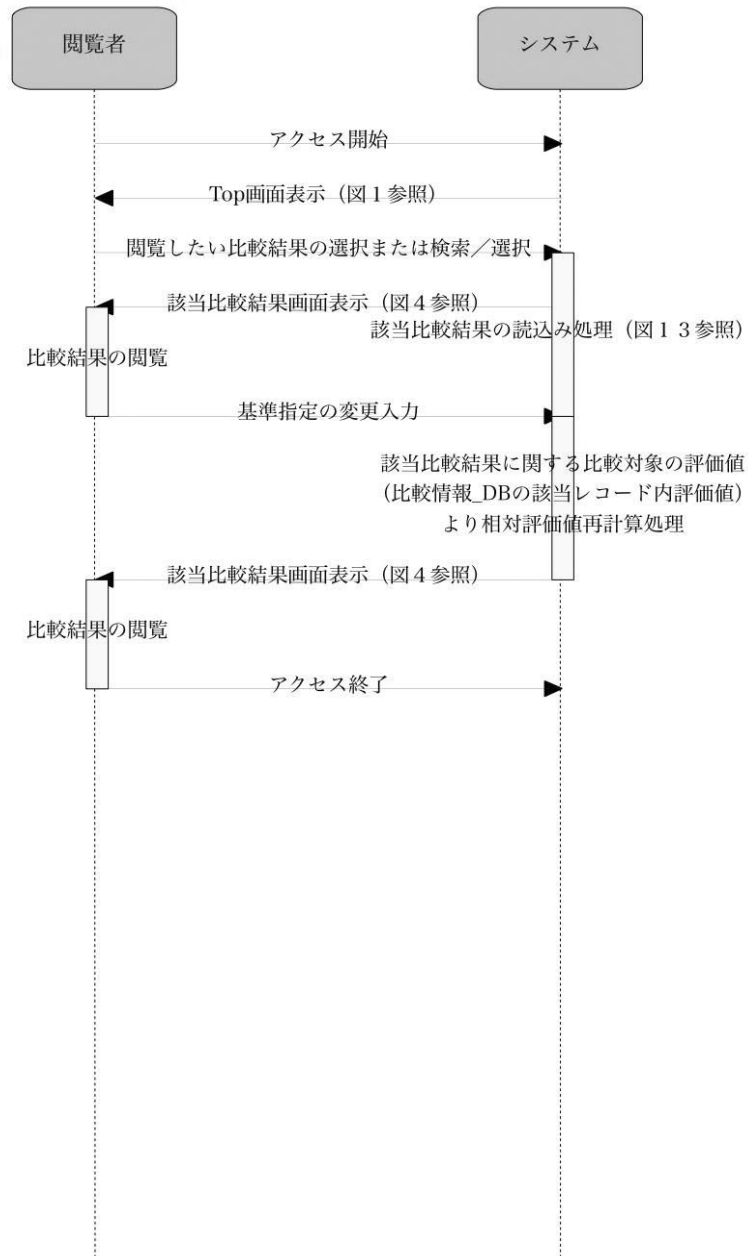 閲覧者
システム
アクセス開始
Top画面表示（図１参照）
閲覧したい比較結果の選択または検索／選択
該当比較結果画面表示（図４参照）
該当比較結果の読込み処理（図１３参照）
比較結果の閲覧
基準指定の変更入力
該当比較結果に関する比較対象の評価値
（比較情報_DBの該当レコード内評価値）
より相対評価値再計算処理
該当比較結果画面表示（図４参照）
比較結果の閲覧
アクセス終了